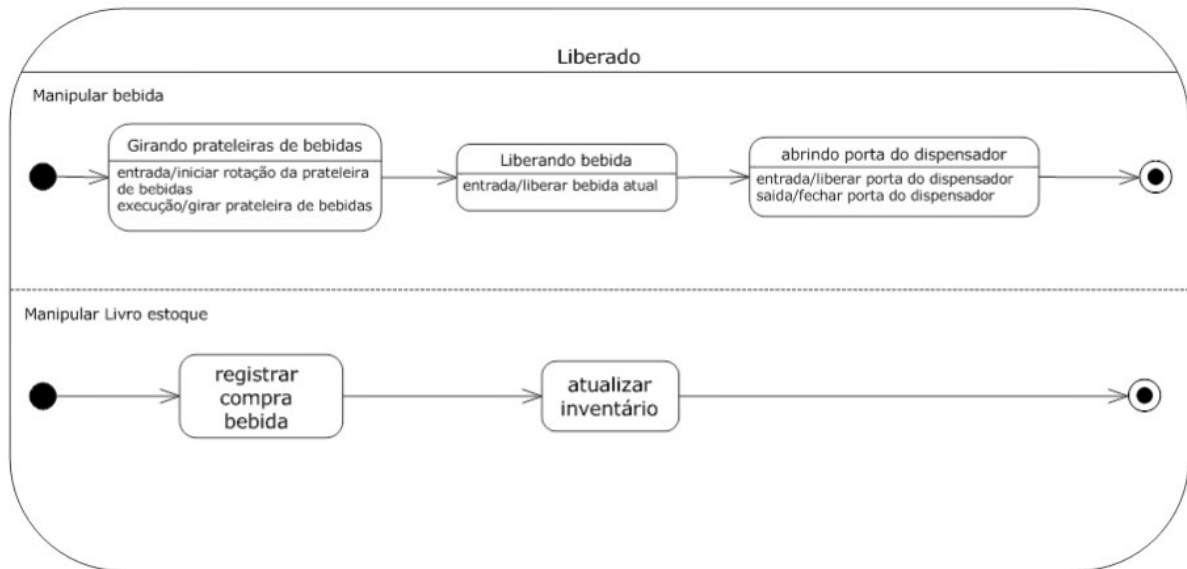 Liberado
Manipular bebida
Girando prateleiras de bebidas
entrada/iniciar rotação da prateleira
de bebidas
execução/girar prateleira de bebidas
Liberando bebida
entrada/liberar bebida atual
abrindo porta do dispensador
entrada/liberar porta do dispensador
saida/fechar porta do dispensador
Manipular Livro estoque
registrar
compra
bebida
atualizar
inventário